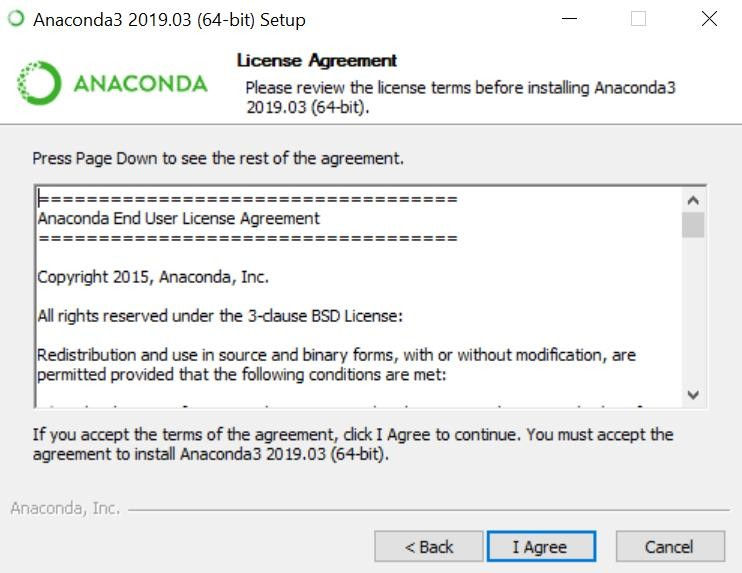 Anaconda3 2019.03 (64-bit) Setup
ANACONDA
License Agreement
Please review the license terms before installing Anaconda3
2019.03 (64-bit).
Press Page Down to see the rest of the agreement.
===================================
Anaconda End User License Agreement
===================================
Copyright 2015, Anaconda, Inc.
All rights reserved under the 3-clause BSD License:
Redistribution and use in source and binary forms, with or without modification, are
permitted provided that the following conditions are met:
If you accept the terms of the agreement, click I Agree to continue. You must accept the
agreement to install Anaconda3 2019.03 (64-bit).
Anaconda, Inc.
< Back
I Agree
Cancel